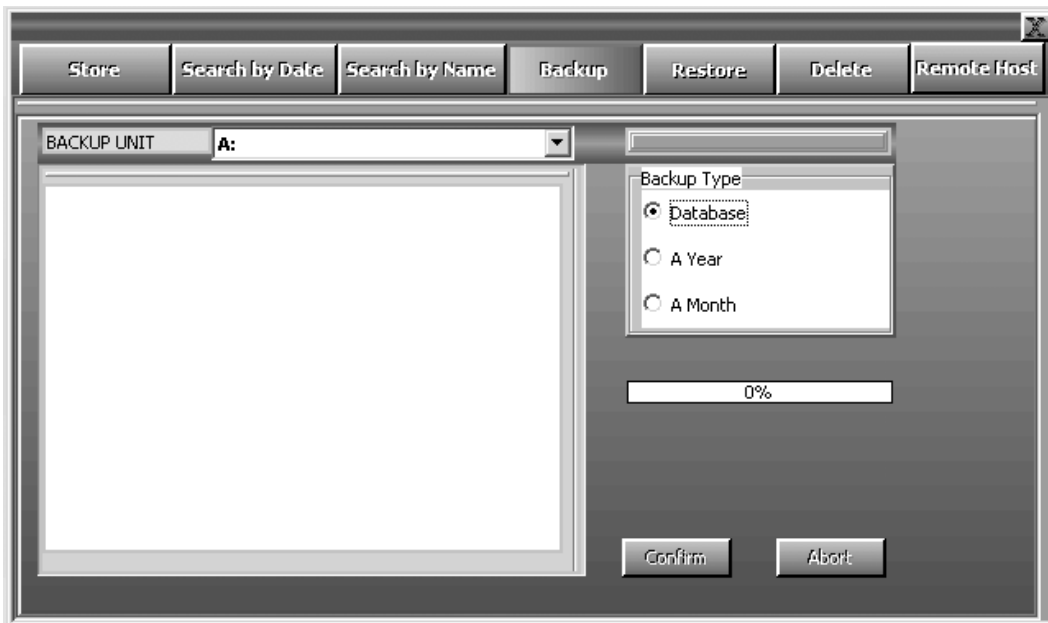 X
Store Search by Date Search by Name Backup Restore Delete Remote Host
BACKUP UNIT A:
Backup Type
Database
A Year
A Month
0%
Confirm Abort